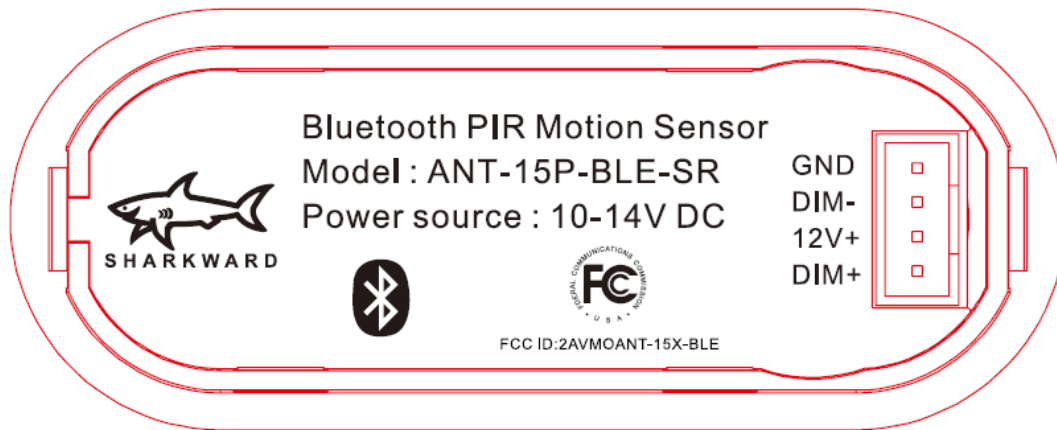 Bluetooth PIR Motion Sensor
Model : ANT-15P-BLE-SR
Power source : 10-14V DC
SHARKWARD
FEDERAL COMMUNICATIONS COMMISSION
• U S A •
FC
FCC ID:2AVMOANT-15X-BLE
GND
DIM-
12V+
DIM+